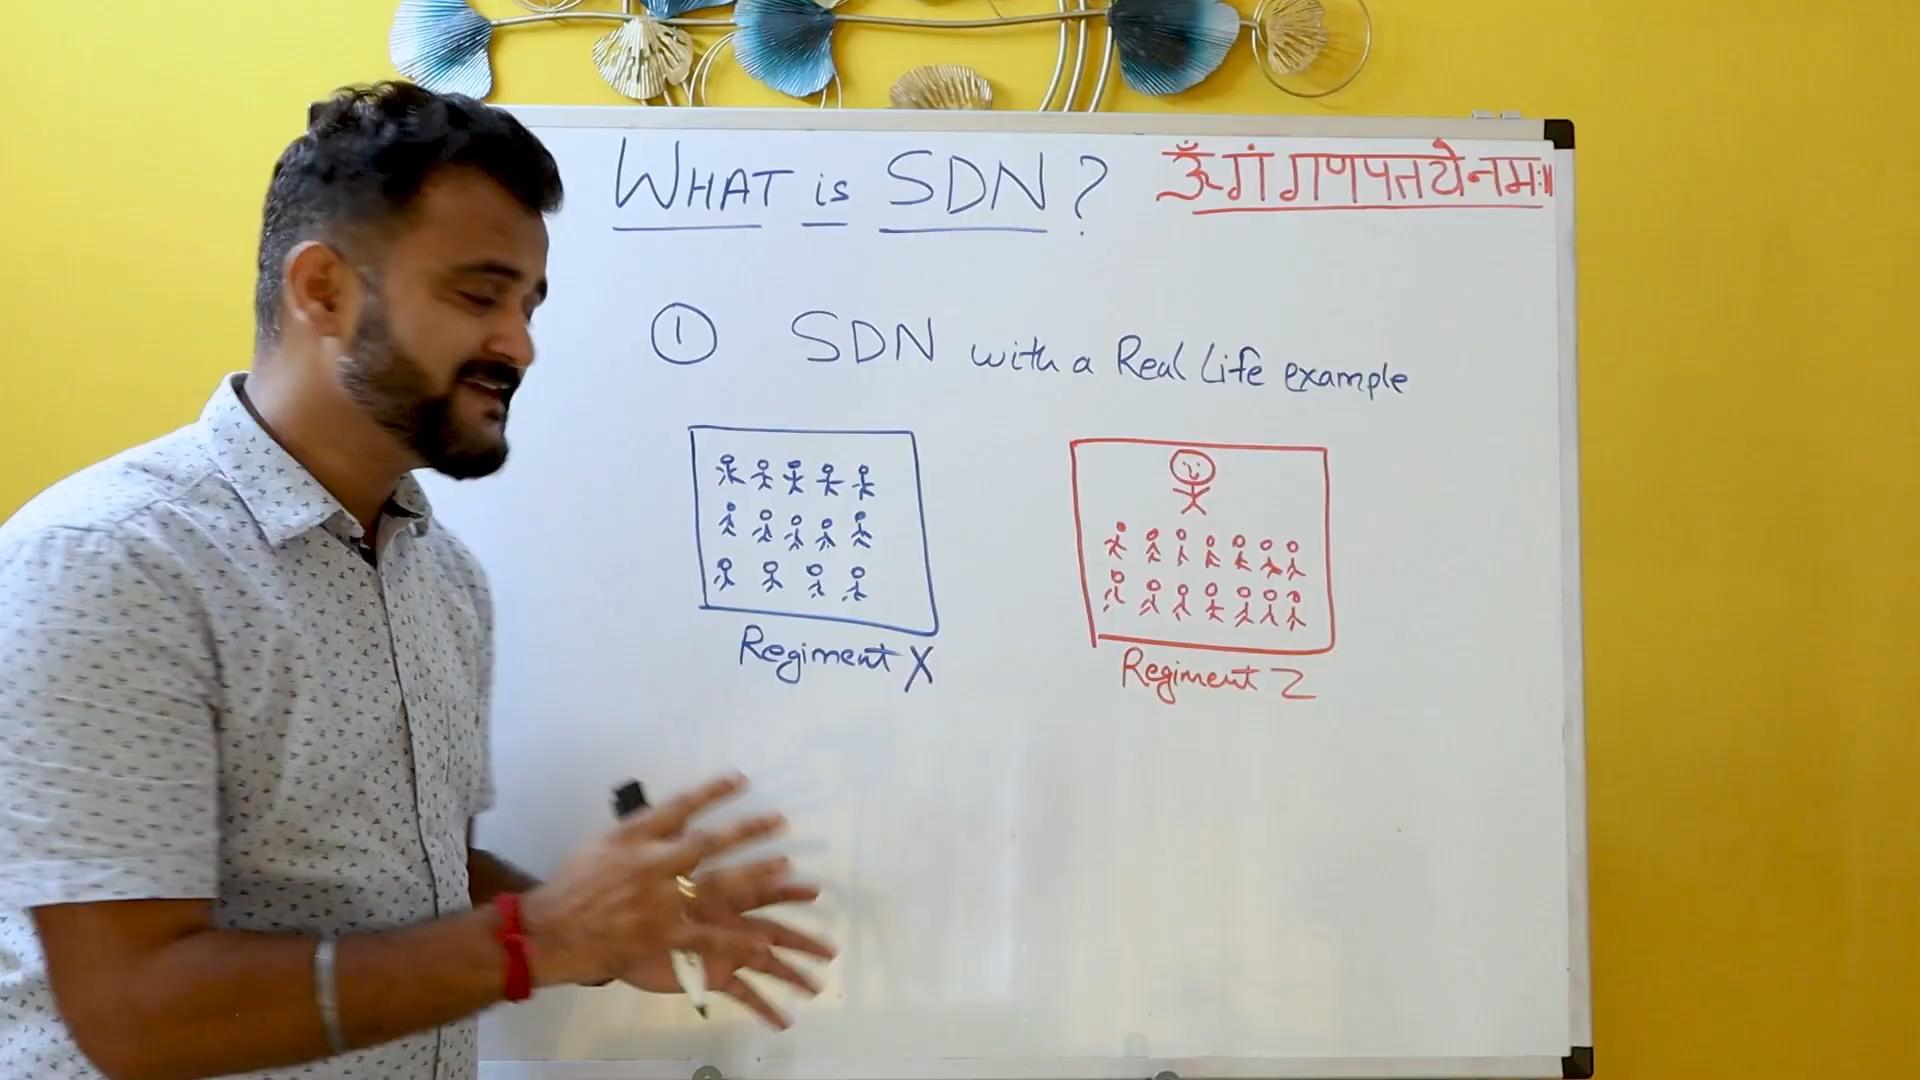 WHAT is SDN?
ॐ गं गणपतये नमः॥
① SDN with a Real Life example
Regiment X
Regiment Z